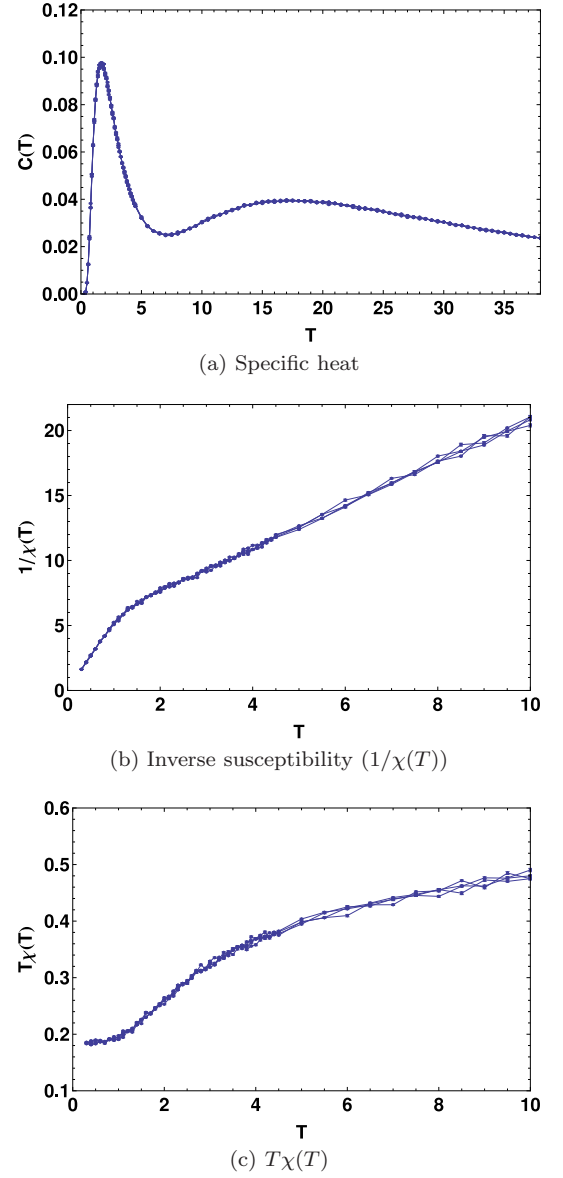 0.12
0.10
0.08
0.06
0.04
0.02
0.00
C(T)
0 5 10 15 20 25 30 35
T
(a) Specific heat
20
15
10
5
0
1/χ(T)
0 2 4 6 8 10
T
(b) Inverse susceptibility (1/χ(T))
0.6
0.5
0.4
0.3
0.2
0.1
Tχ(T)
0 2 4 6 8 10
T
(c) Tχ(T)